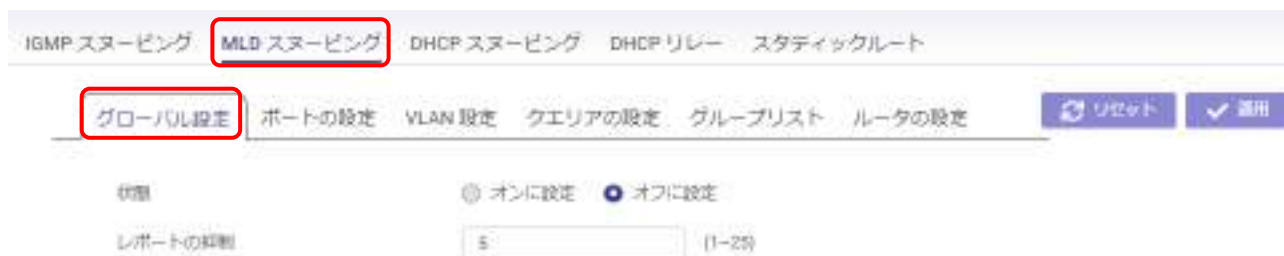 IGMP スヌーピング MLD スヌーピング DHCP スヌーピング DHCP リレー スタティックルート
グローバル設定 ポートの設定 VLAN 設定 クエリアの設定 グループリスト ルータの設定 リセット 適用
状態 オンに設定 オフに設定
レポートの抑制 5 (1-25)